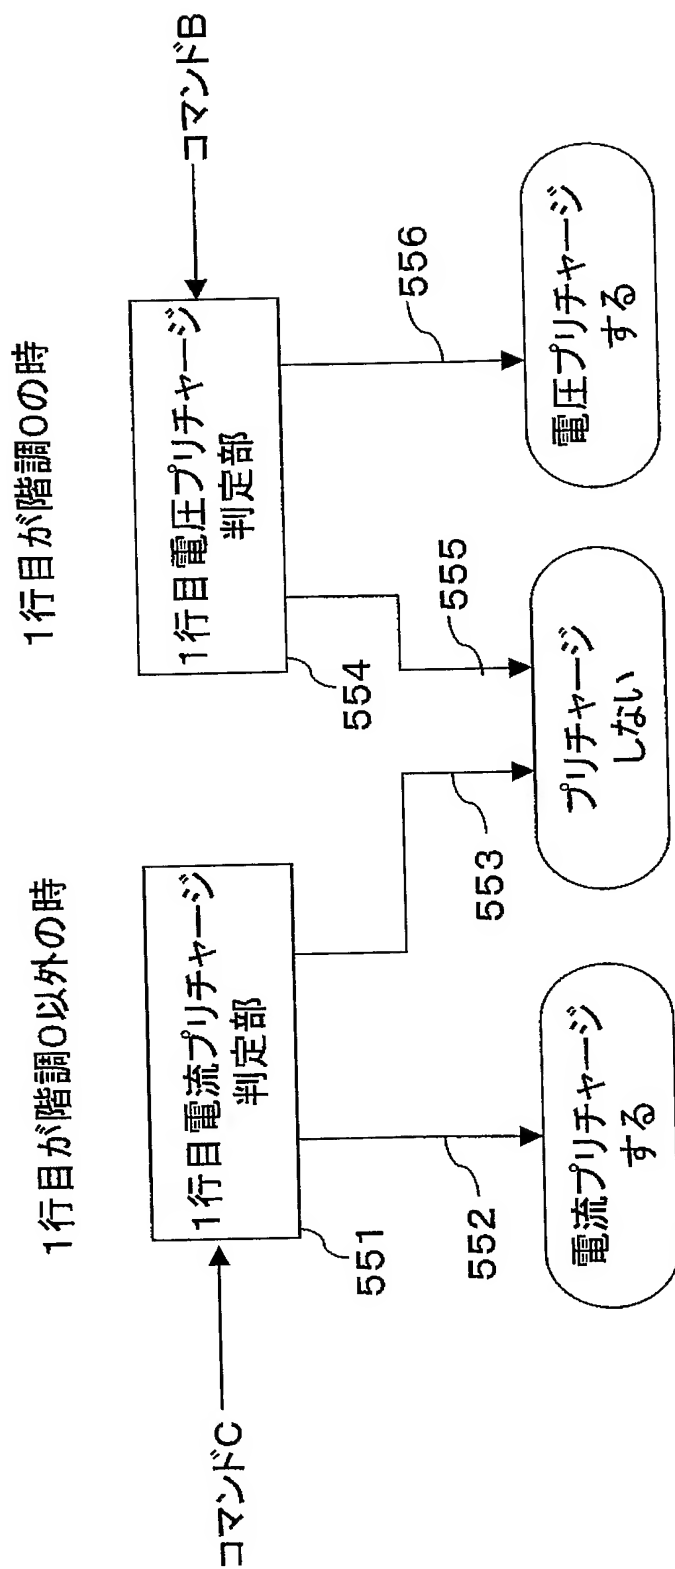 1行目が階調0以外の時
1行目が階調0の時
コマンドC
1行目電流プリチャージ
判定部
551
1行目電圧プリチャージ
判定部
554
コマンドB
552
553
555
556
電流プリチャージ
する
プリチャージ
しない
電圧プリチャージ
する